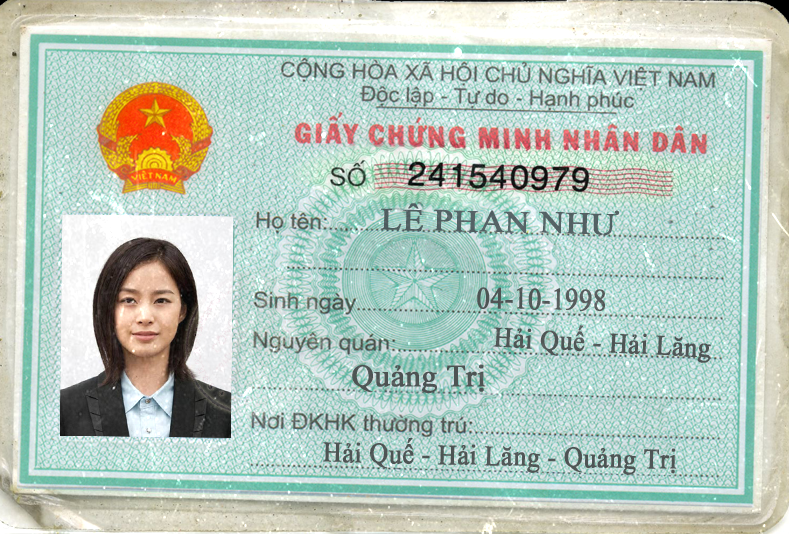 CỘNG HÒA XÃ HỘI CHỦ NGHĨA VIỆT NAM
Độc lập - Tự do - Hạnh phúc
GIẤY CHỨNG MINH NHÂN DÂN
SỐ 241540979
Họ tên: LÊ PHAN NHƯ
Sinh ngày 04-10-1998
Nguyên quán: Hải Quế - Hải Lăng
Quảng Trị
Nơi ĐKHK thường trú:
Hải Quế - Hải Lăng - Quảng Trị
VIỆT NAM